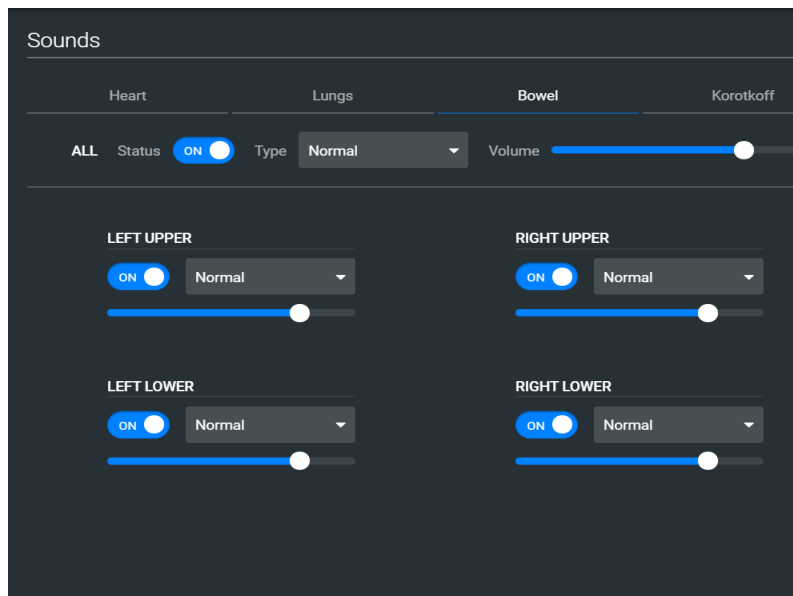 Sounds
Heart Lungs Bowel Korotkoff
ALL Status ON Type Normal Volume
LEFT UPPER RIGHT UPPER
ON Normal ON Normal
LEFT LOWER RIGHT LOWER
ON Normal ON Normal